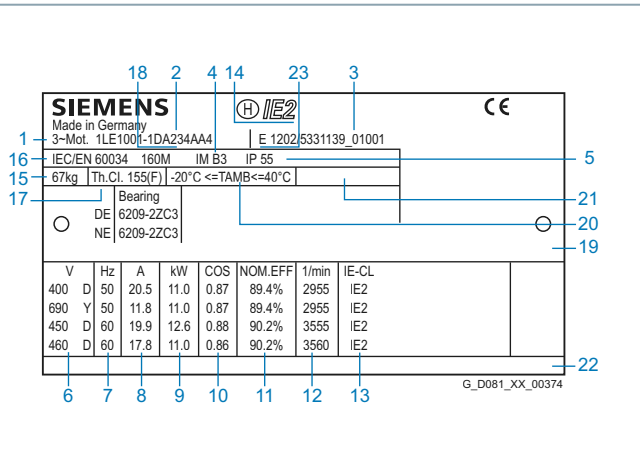 18 2 4 14 23 3
SIEMENS H IE2 CE
Made in Germany
1 3~Mot. 1LE1001-1DA234AA4 E 1202/5331139_01001
16 IEC/EN 60034 160M IM B3 IP 55 5
15 67kg Th.Cl. 155(F) -20°C <=TAMB<=40°C
17 Bearing 21
DE 6209-2ZC3 20
NE 6209-2ZC3
19
V Hz A kW COS NOM.EFF 1/min IE-CL
400 D 50 20.5 11.0 0.87 89.4% 2955 IE2
690 Y 50 11.8 11.0 0.87 89.4% 2955 IE2
450 D 60 19.9 12.6 0.88 90.2% 3555 IE2
460 D 60 17.8 11.0 0.86 90.2% 3560 IE2
22
G_D081_XX_00374
6 7 8 9 10 11 12 13